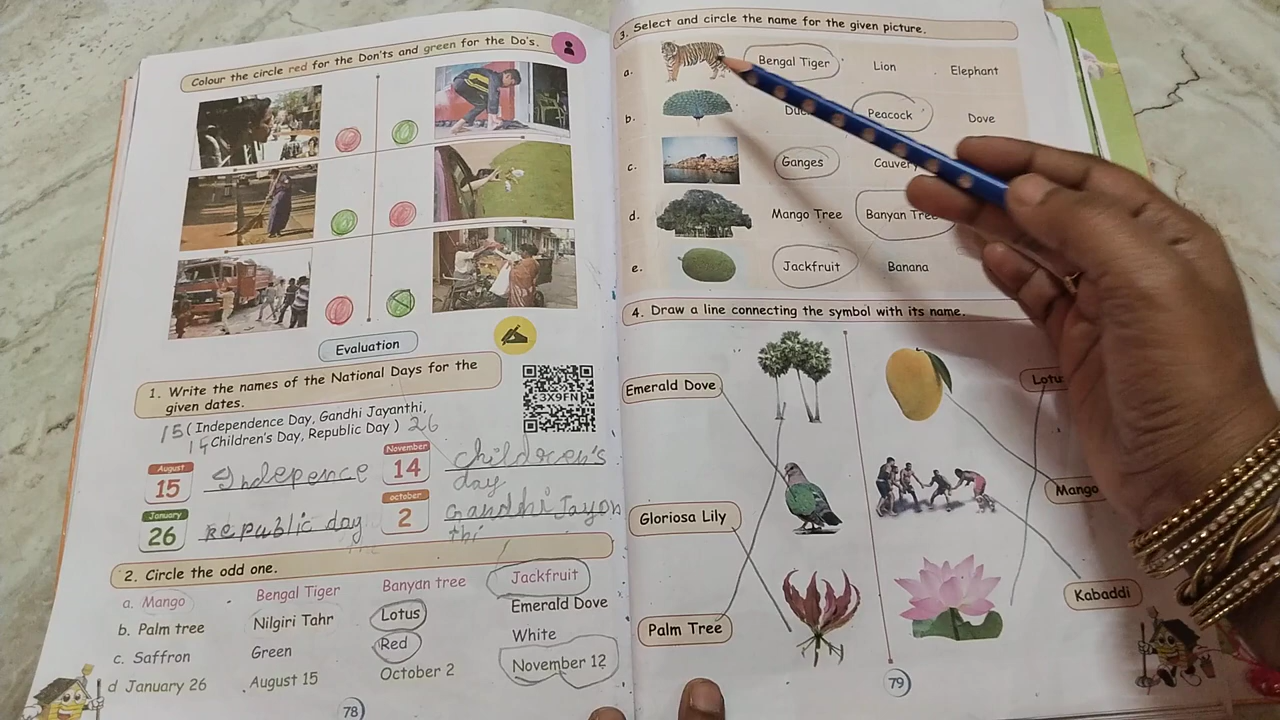 Colour the circle red for the Don'ts and green for the Do's.
Evaluation
1. Write the names of the National Days for the
given dates.
3X9FN
15 ( Independence Day, Gandhi Jayanthi, 26
14 Children's Day, Republic Day )
August
15
Indepence
November
14
children's
day
January
26
Republic day
october
2
Gandhi Jayan
thi
2. Circle the odd one.
a. Mango Bengal Tiger Banyan tree Jackfruit
b. Palm tree Nilgiri Tahr Lotus Emerald Dove
c. Saffron Green Red White
d January 26 August 15 October 2 November 12
78
3. Select and circle the name for the given picture.
a. Bengal Tiger Lion Elephant
b. Peacock Dove
c. Ganges Cauvery
d. Mango Tree Banyan Tree
e. Jackfruit Banana
4. Draw a line connecting the symbol with its name.
Emerald Dove
Lotus
Mango
Gloriosa Lily
Kabaddi
Palm Tree
79